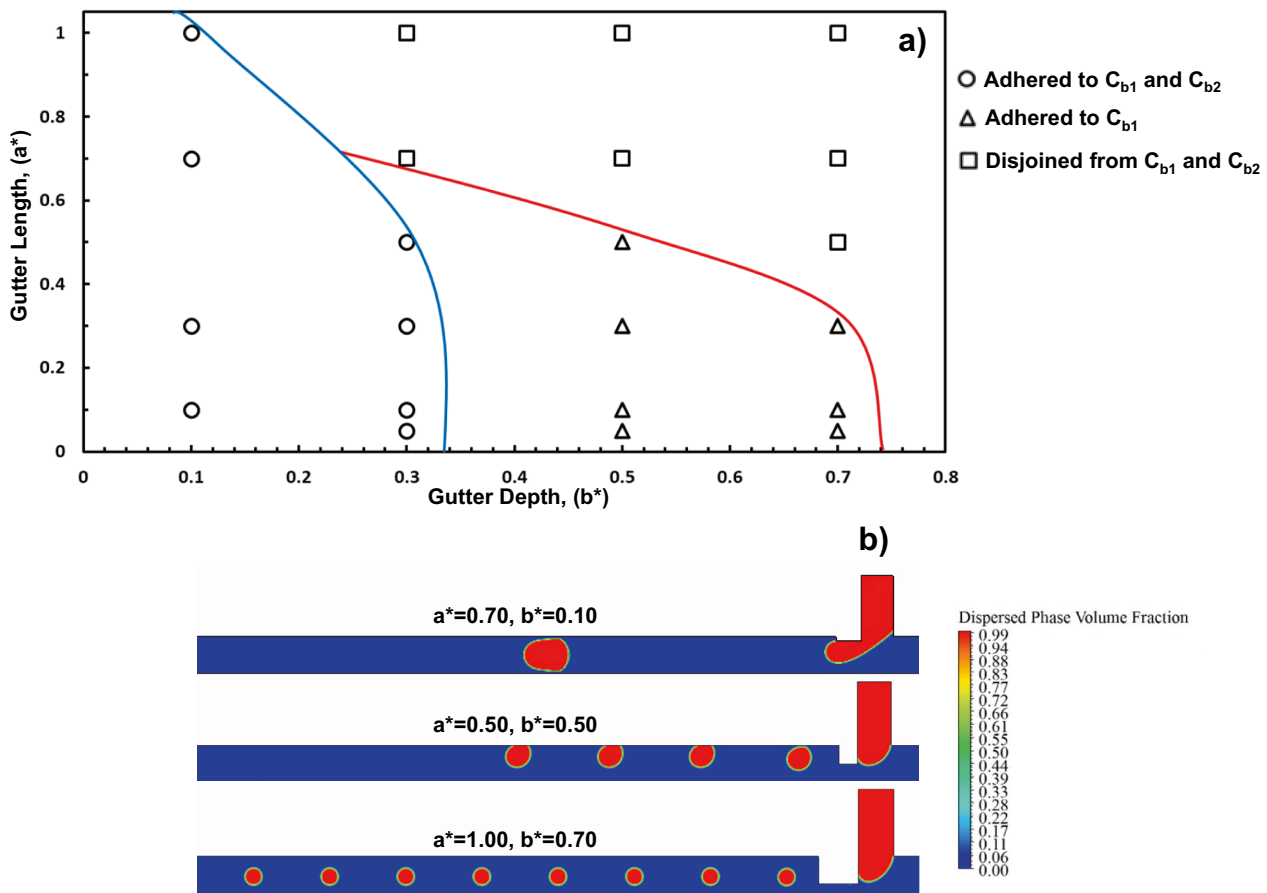 a)
1
0.8
0.6
0.4
0.2
0
Gutter Length, (a*)
0 0.1 0.2 0.3 0.4 0.5 0.6 0.7 0.8
Gutter Depth, (b*)
Adhered to Cb1 and Cb2
Adhered to Cb1
Disjoined from Cb1 and Cb2
b)
a*=0.70, b*=0.10
a*=0.50, b*=0.50
a*=1.00, b*=0.70
Dispersed Phase Volume Fraction
0.99
0.94
0.88
0.83
0.77
0.72
0.66
0.61
0.55
0.50
0.44
0.39
0.33
0.28
0.22
0.17
0.11
0.06
0.00